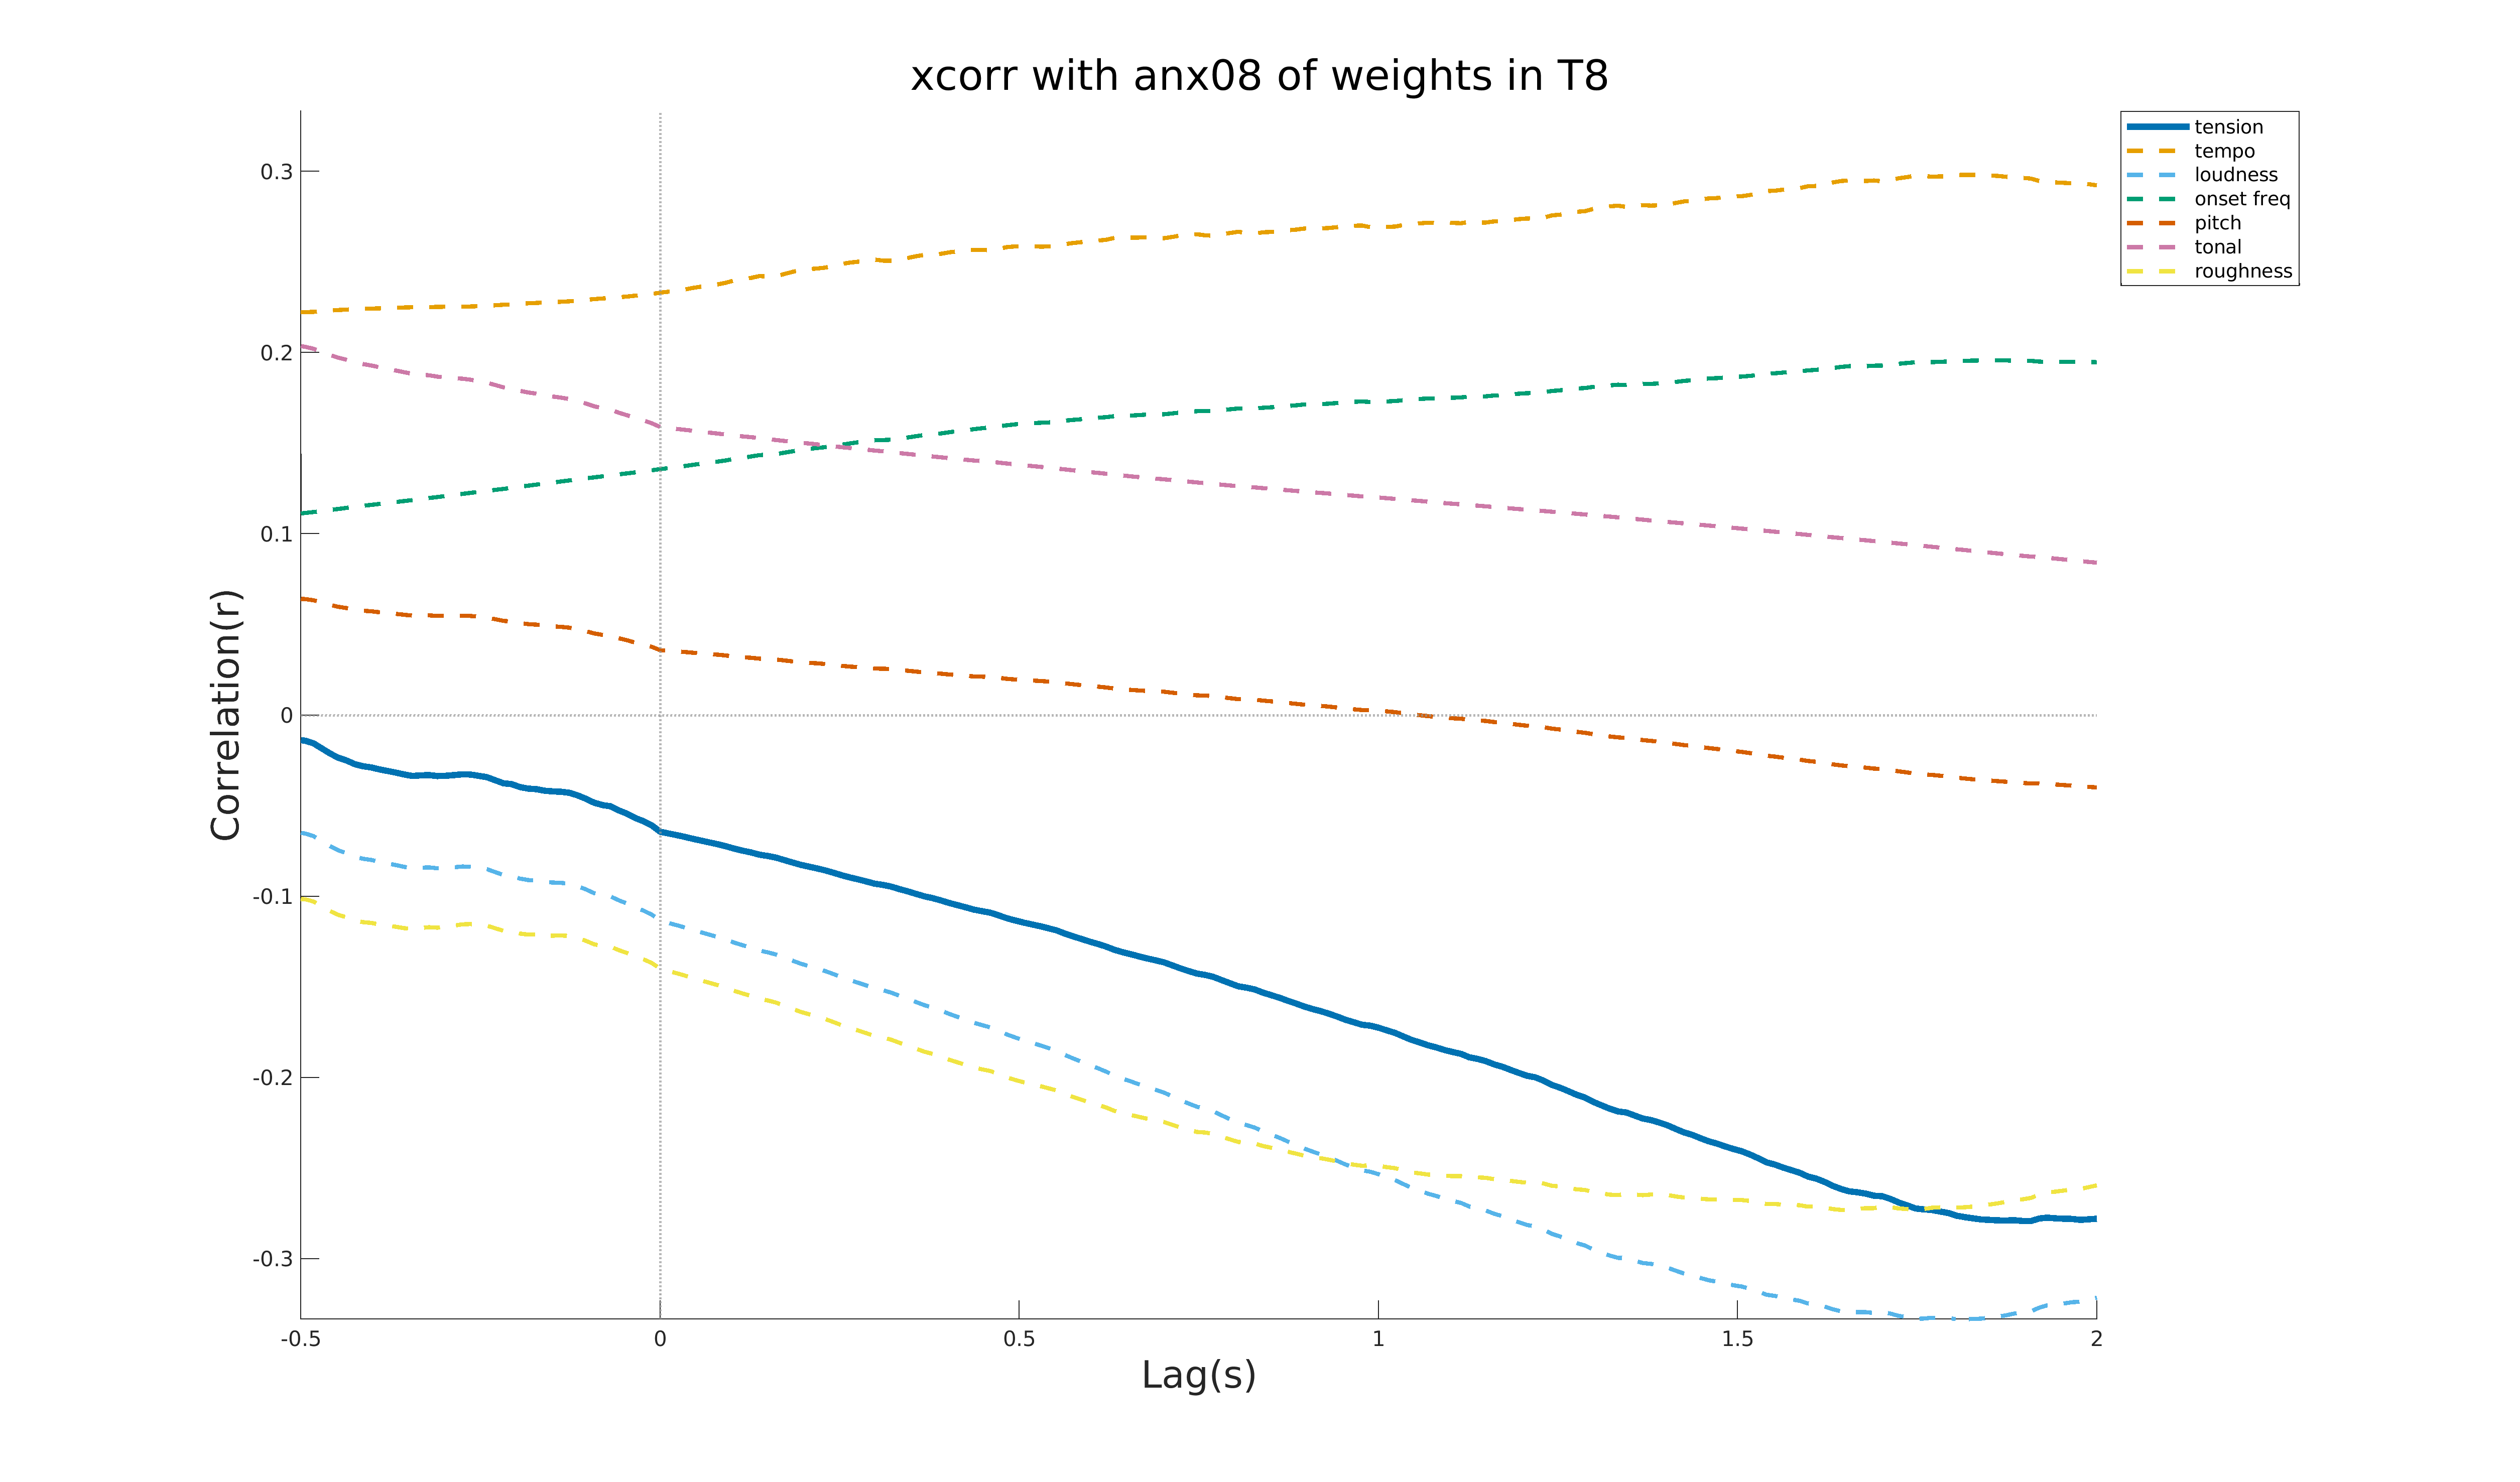 xcorr with anx08 of weights in T8
tension
tempo
loudness
onset freq
pitch
tonal
roughness
0.3
0.2
0.1
0
-0.1
-0.2
-0.3
Correlation(r)
-0.5
0
0.5
1
1.5
2
Lag(s)